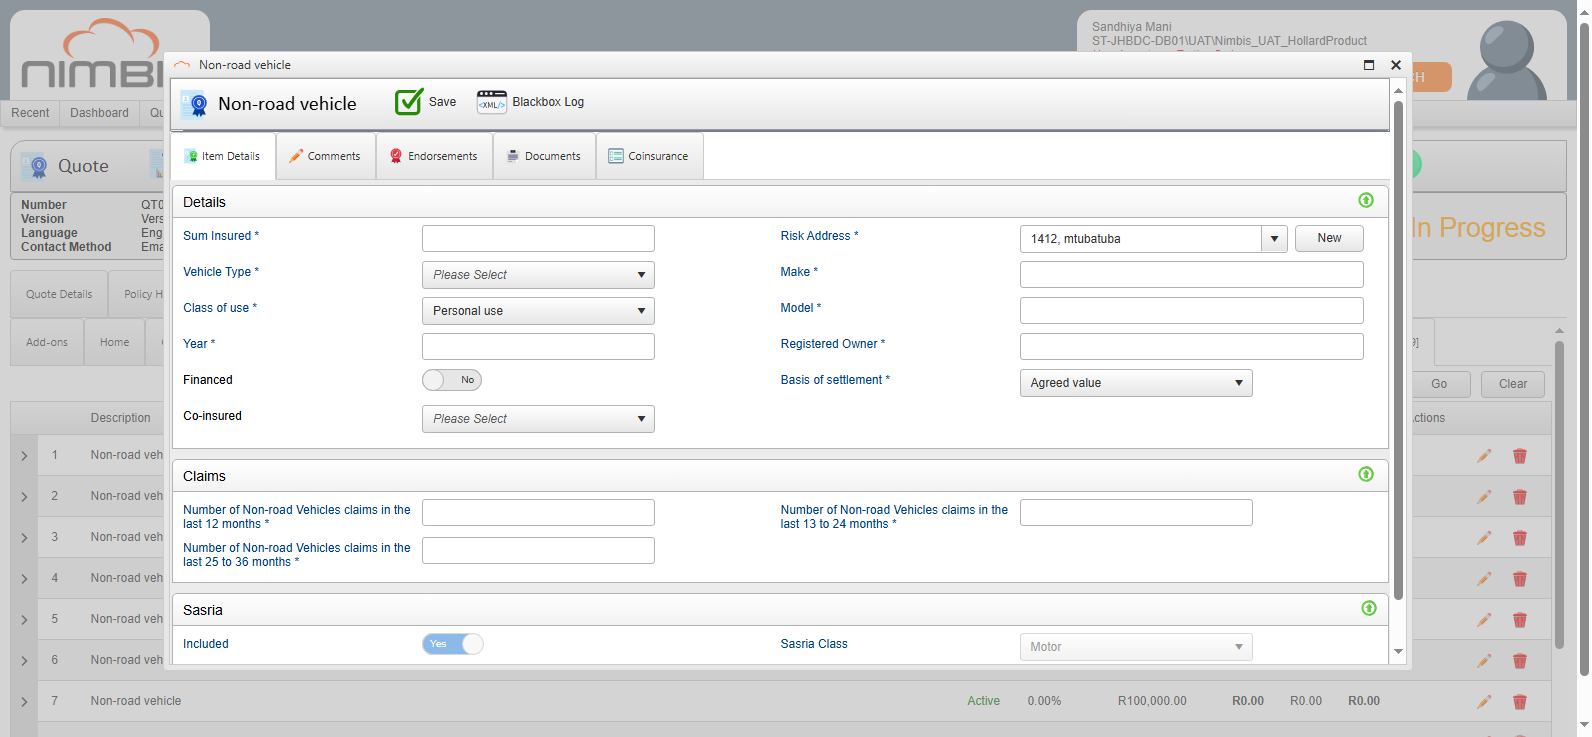 Sandhiya Mani
ST-JHBDC-DB01\UAT\Nimbis_UAT_HollardProduct
Non-road vehicle
Recent
Dashboard
Non-road vehicle
Save
<XML/>
Blackbox Log
Item Details
Comments
Endorsements
Documents
Coinsurance
Quote
Number
Version
Language
Contact Method
In Progress
Quote Details
Add-ons
Home
Go
Clear
Description
Details
Sum Insured *
Risk Address *
1412, mtubatuba
New
Vehicle Type *
Please Select
Make *
Class of use *
Personal use
Model *
Year *
Registered Owner *
Financed
No
Basis of settlement *
Agreed value
Co-insured
Please Select
Claims
Number of Non-road Vehicles claims in the
last 12 months *
Number of Non-road Vehicles claims in the
last 13 to 24 months *
Number of Non-road Vehicles claims in the
last 25 to 36 months *
Sasria
Included
Yes
Sasria Class
Motor
1 Non-road veh
2 Non-road veh
3 Non-road veh
4 Non-road veh
5 Non-road veh
6 Non-road veh
7 Non-road vehicle Active 0.00% R100,000.00 R0.00 R0.00 R0.00